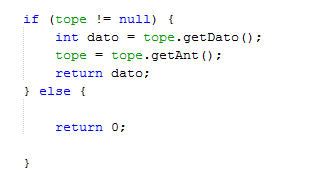 if (tope != null) {
int dato = tope.getDato();
tope = tope.getAnt();
return dato;
} else {
return 0;
}